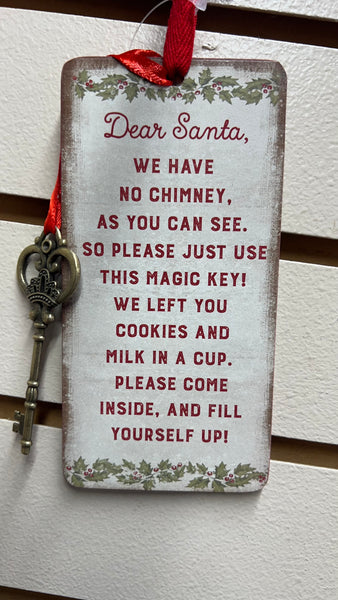 Dear Santa,
WE HAVE
NO CHIMNEY,
AS YOU CAN SEE.
SO PLEASE JUST USE
THIS MAGIC KEY!
WE LEFT YOU
COOKIES AND
MILK IN A CUP.
PLEASE COME
INSIDE, AND FILL
YOURSELF UP!